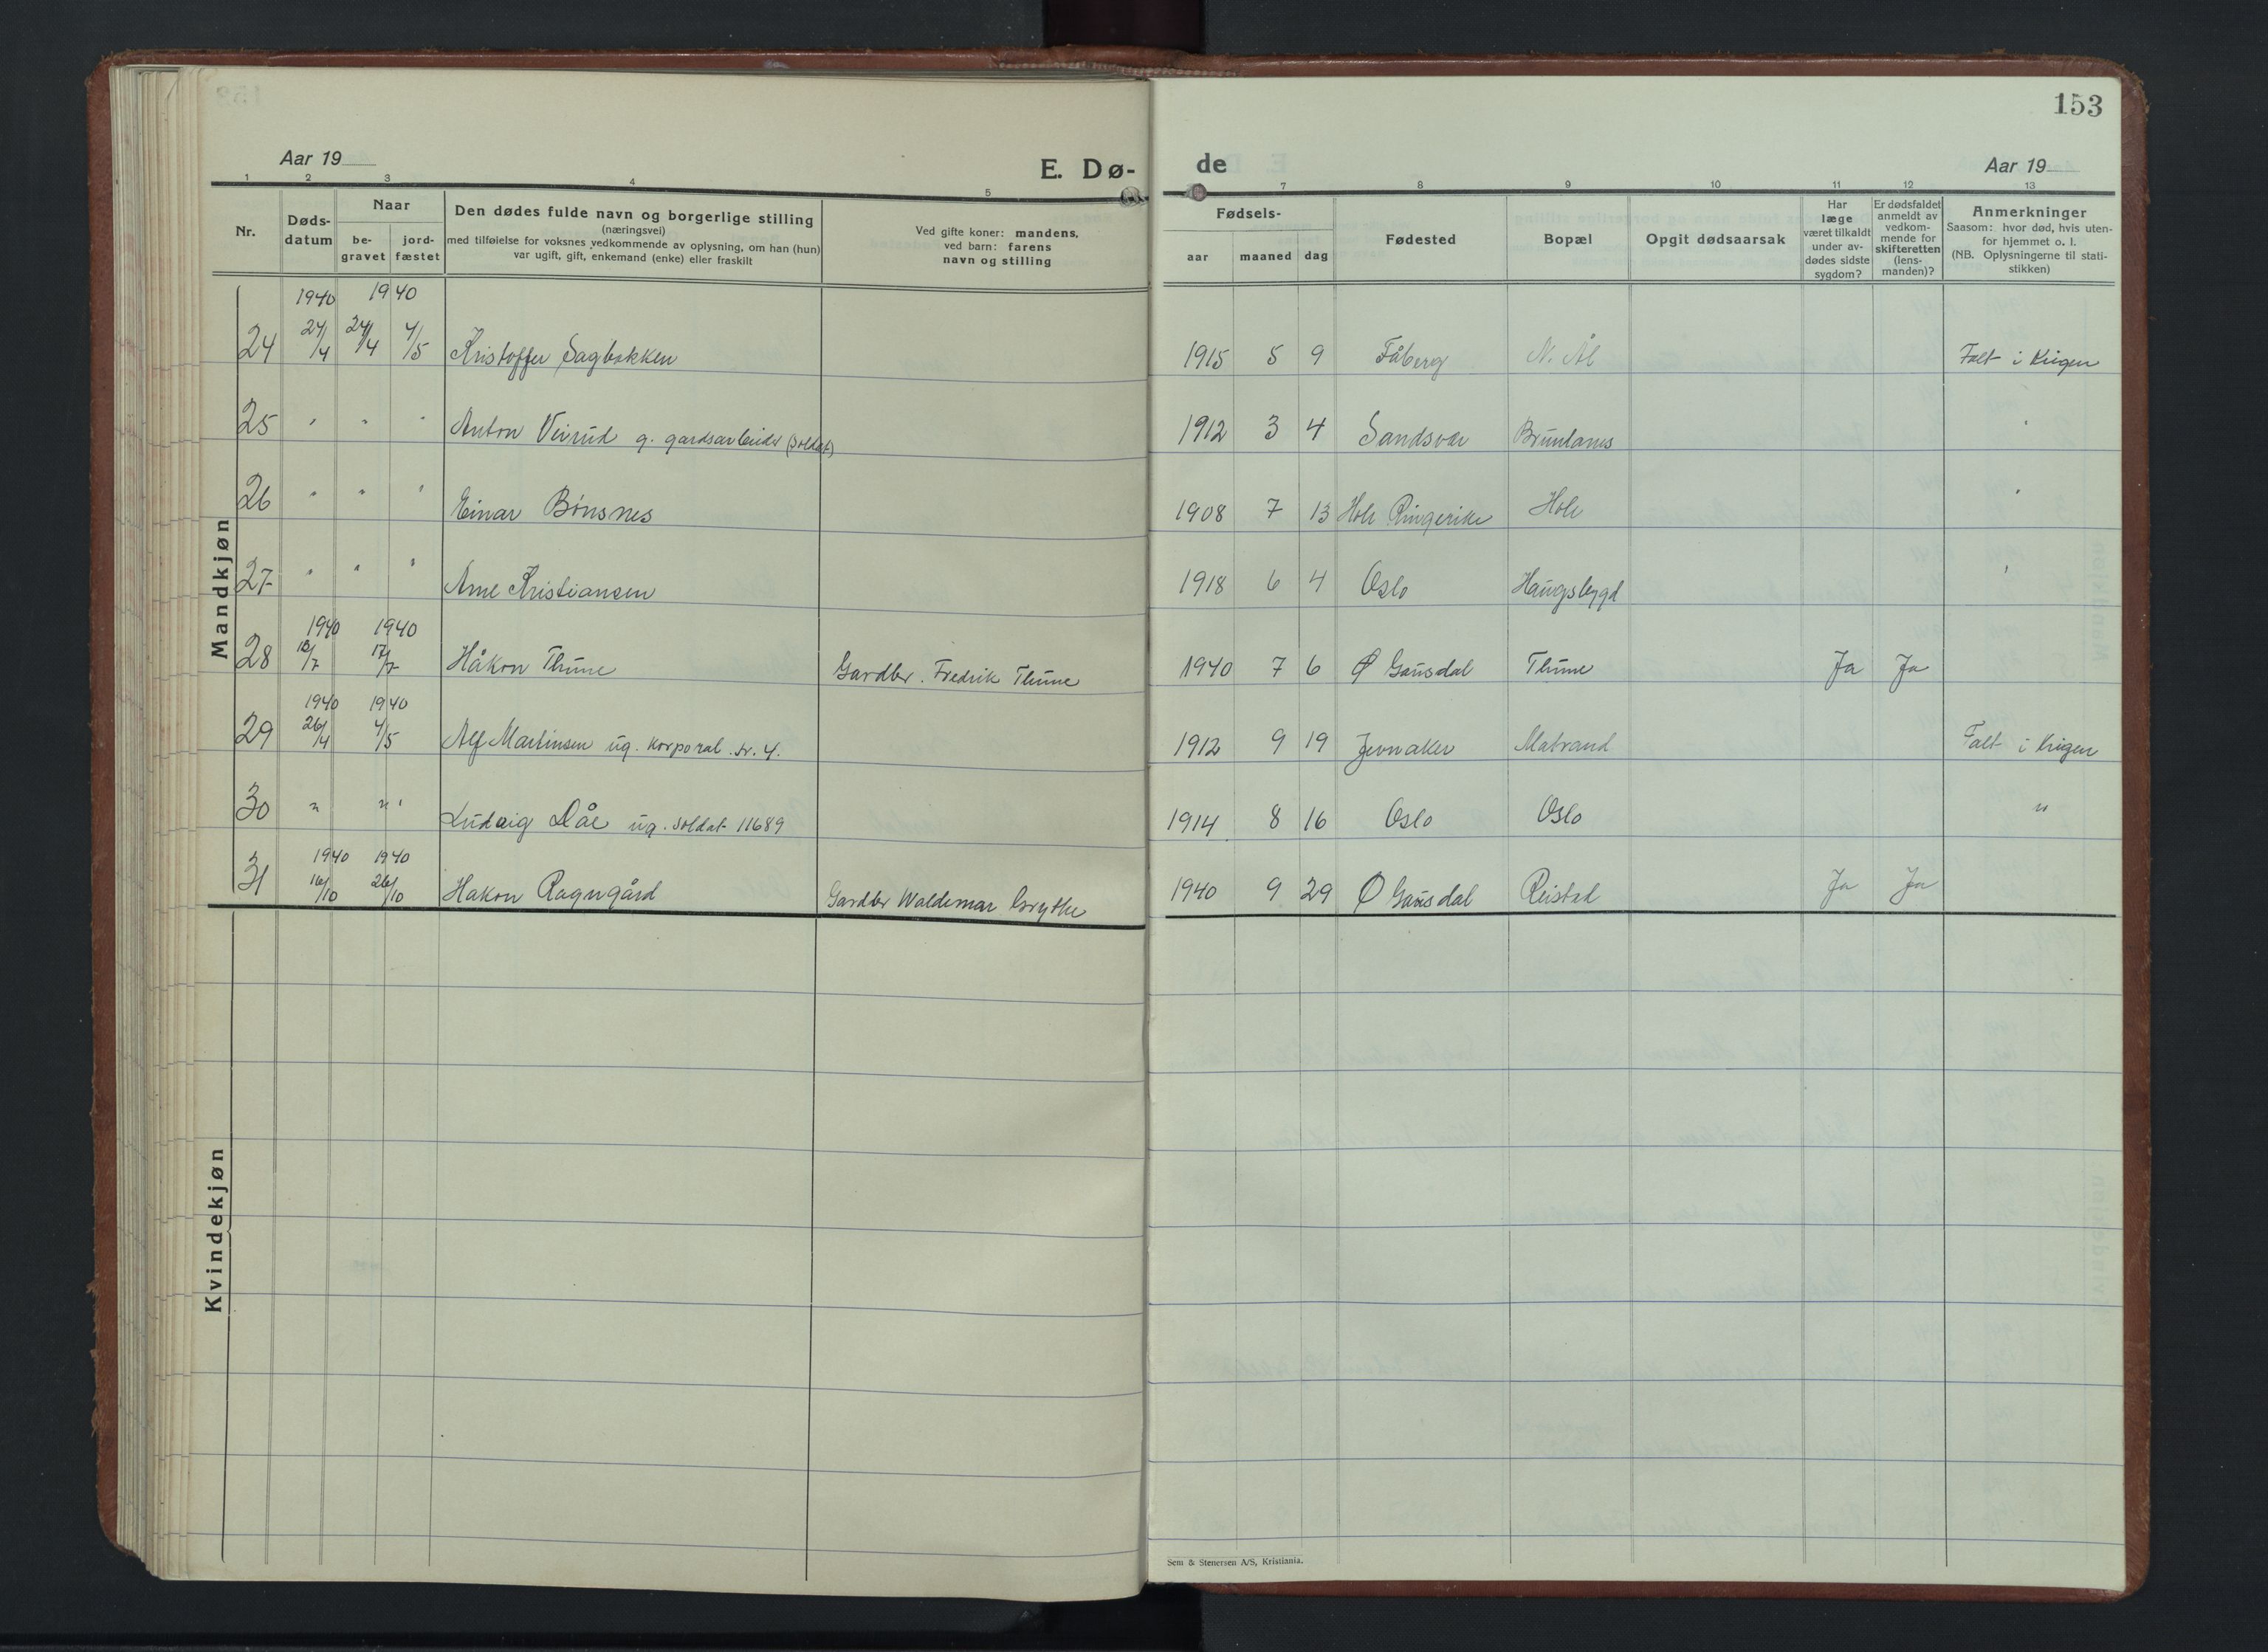 153
Aar 19
E. Dø-
de
Aar 19
1 2 3 4 5 7 8 9 10 11 12 13
Nr.
Døds-
datum
Naar
be-
gravet
jord-
fæstet
Den dødes fulde navn og borgerlige stilling
(næringsvei)
med tilføielse for voksnes vedkommende av oplysning, om han (hun)
var ugift, gift, enkemand (enke) eller fraskilt
Ved gifte koner: mandens,
ved barn: farens
navn og stilling
Fødsels-
aar maaned dag
Fødested
Bopæl
Opgit dødsaarsak
Har
læge
været tilkaldt
under av-
dødes sidste
sygdom?
Er dødsfaldet
anmeldt av
vedkom-
mende for
skifteretten
(lens-
manden)?
Anmerkninger
Saasom: hvor død, hvis uten-
for hjemmet o. l.
(NB. Oplysningerne til stati-
stikken)
Mandkjøn
1940 1940
24 24/4 24/4 4/5 Kristoffer Sagbakken 1915 5 9 Fåberg N. Ål Falt i Krigen
25 " " " Anton Veirud g. gardsarbeider (soldat) 1912 3 4 Sandsvær Brunlanes "
26 " " " Einar Bönsnes 1908 7 13 Hole Ringerike Hole "
27 " " " Arne Kristiansen 1918 6 4 Oslo Haugsbygd "
1940 1940
28 17/7 Håkon Thune Gardbr. Fredrik Thune 1940 7 6 Ø Gausdal Thune Ja Ja
1940 1940
29 26/4 4/5 Alf Martinsen ug. korporal nr. 4. 1912 9 19 Jevnaker Matrand Falt i Krigen
30 " " " Ludvig Dåe ug. soldat 11689 1914 8 16 Oslo Oslo "
1940 1940
31 16/10 26/10 Hakon Ragngård Gardbr Waldemar Brythe 1940 9 29 Ø Gausdal Reistad Ja Ja
Kvindekjøn
Sem & Stenersen A/S, Kristiania.